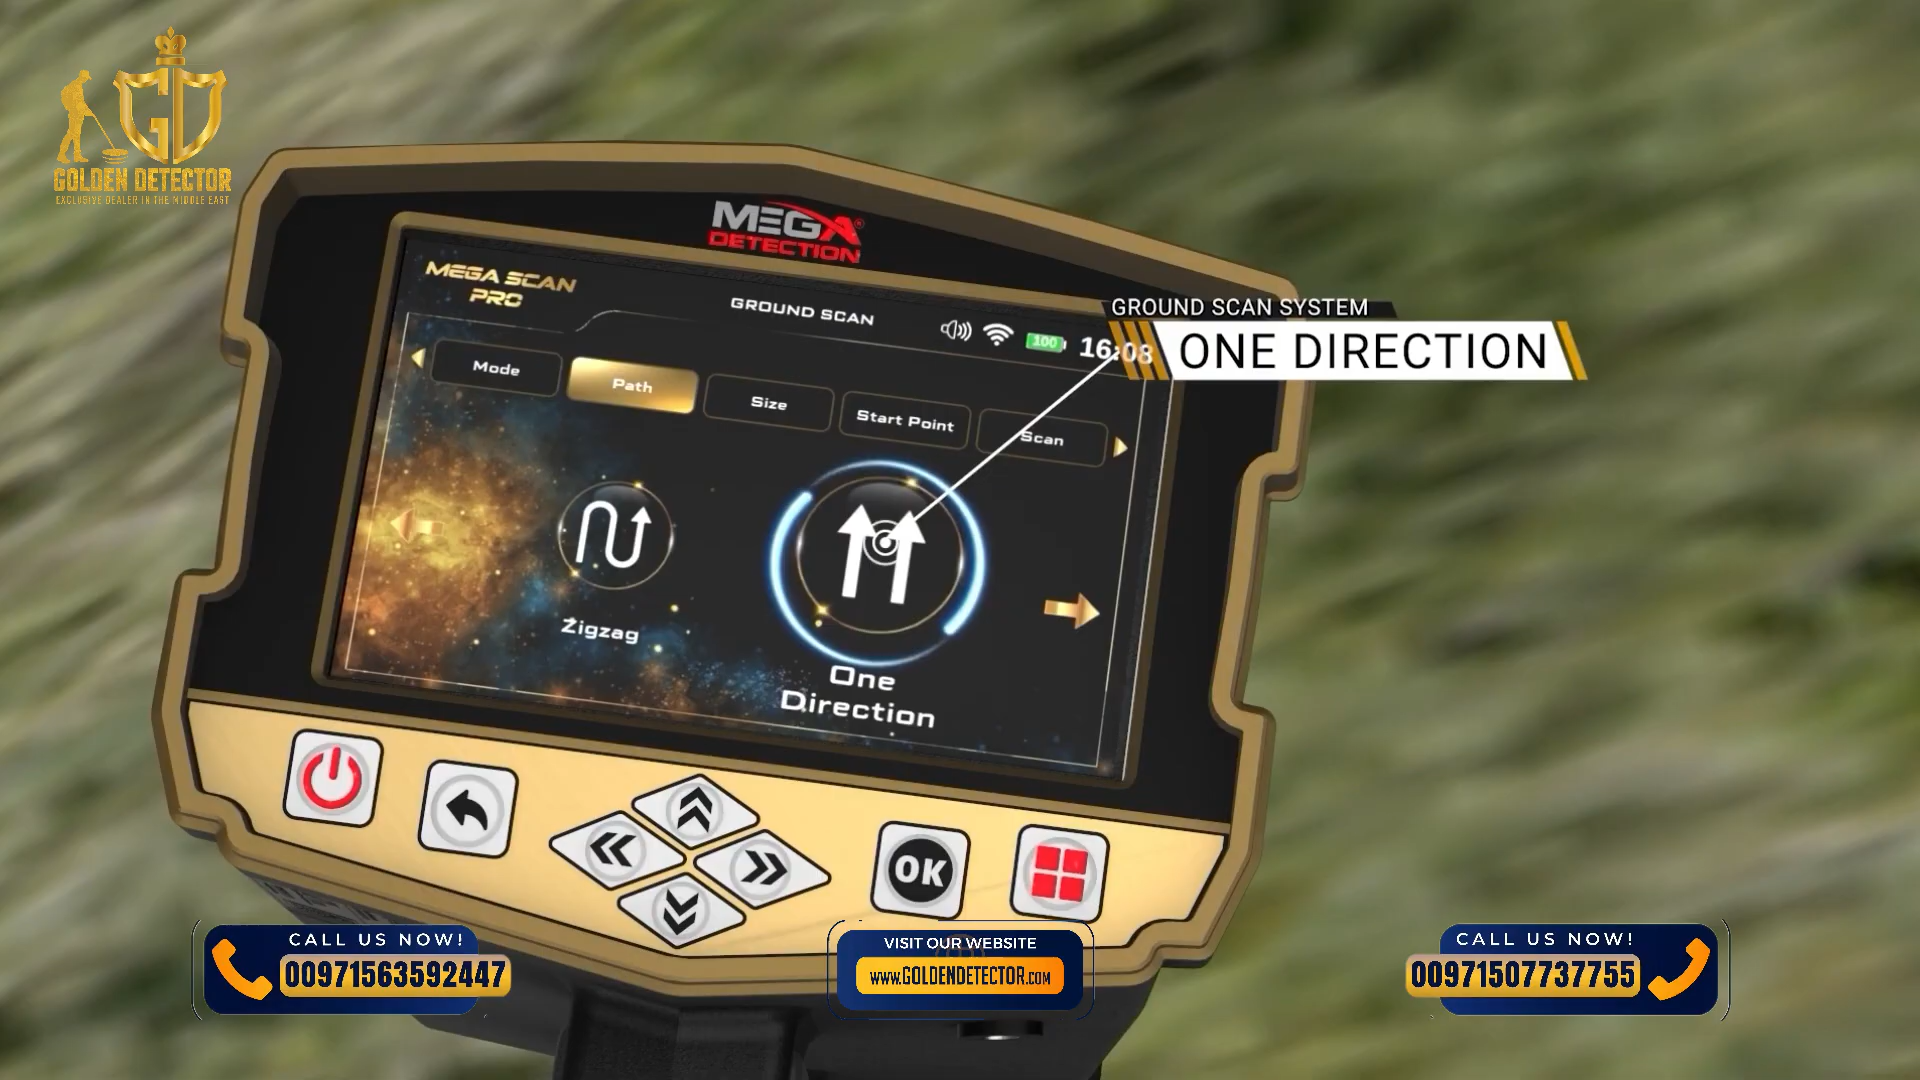 GD
GOLDEN DETECTOR
EXCLUSIVE DEALER IN THE MIDDLE EAST
MEGA®
DETECTION
MEGA SCAN
PRO
GROUND SCAN
100
16:08
GROUND SCAN SYSTEM
ONE DIRECTION
Mode
Path
Size
Start Point
Scan
Zigzag
One
Direction
OK
CALL US NOW!
00971563592447
VISIT OUR WEBSITE
WWW.GOLDENDETECTOR.COM
CALL US NOW!
00971507737755